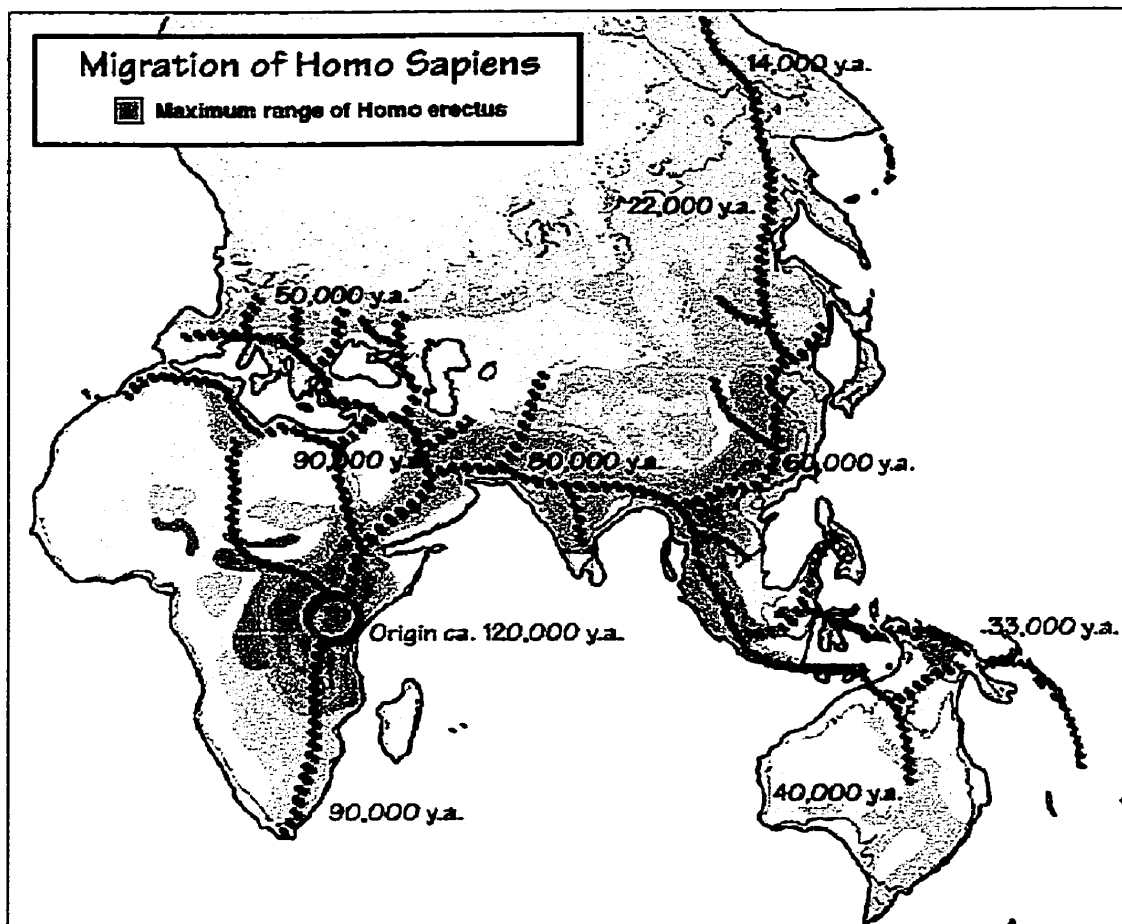 Migration of Homo Sapiens
Maximum range of Homo erectus
14,000 y.a.
22,000 y.a.
50,000 y.a.
90,000 y.a.
60,000 y.a.
Origin ca. 120,000 y.a.
33,000 y.a.
90,000 y.a.
40,000 y.a.